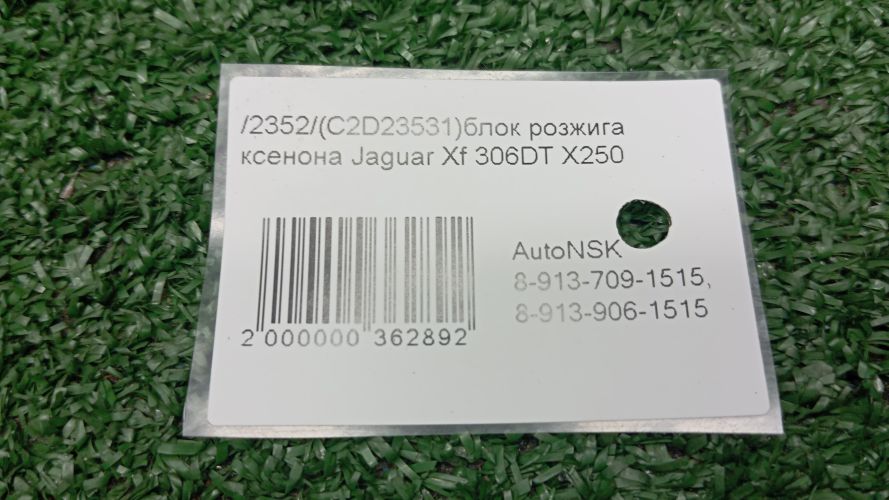 /2352/(C2D23531)блок розжига
ксенона Jaguar Xf 306DT X250
AutoNSK
8-913-709-1515,
8-913-906-1515
2 000000 362892